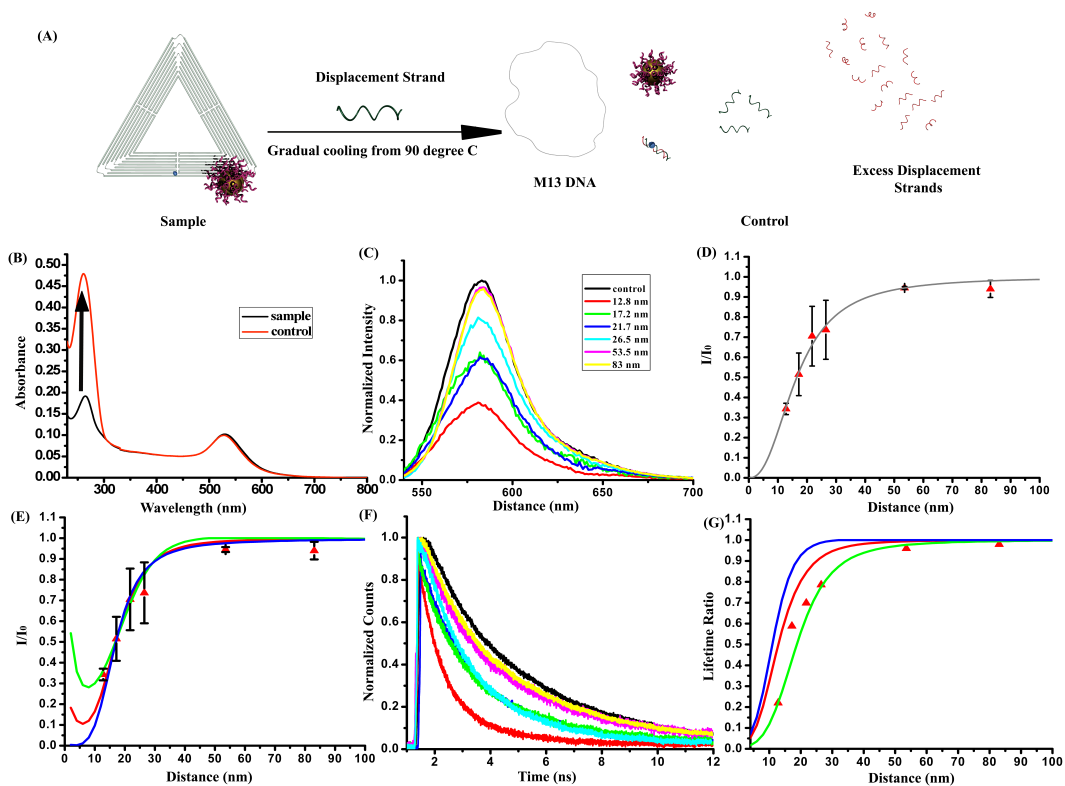 (A)
Displacement Strand
Gradual cooling from 90 degree C
M13 DNA
Excess Displacement
Strands
Sample
Control
(B)
0.50
0.45
0.40
0.35
0.30
0.25
0.20
0.15
0.10
0.05
0.00
Absorbance
sample
control
300 400 500 600 700 800
Wavelength (nm)
(C)
1.0
0.8
0.6
0.4
0.2
0.0
Normalized Intensity
control
12.8 nm
17.2 nm
21.7 nm
26.5 nm
53.5 nm
83 nm
550 600 650 700
Distance (nm)
(D)
1.1
1.0
0.9
0.8
0.7
0.6
0.5
0.4
0.3
0.2
0.1
0.0
I/I0
0 10 20 30 40 50 60 70 80 90 100
Distance (nm)
(E)
1.1
1.0
0.9
0.8
0.7
0.6
0.5
0.4
0.3
0.2
0.1
0.0
I/I0
0 10 20 30 40 50 60 70 80 90 100
Distance (nm)
(F)
1.0
0.8
0.6
0.4
0.2
0.0
Normalized Counts
2 4 6 8 10 12
Time (ns)
(G)
1.1
1.0
0.9
0.8
0.7
0.6
0.5
0.4
0.3
0.2
0.1
0.0
Lifetime Ratio
10 20 30 40 50 60 70 80 90 100
Distance (nm)